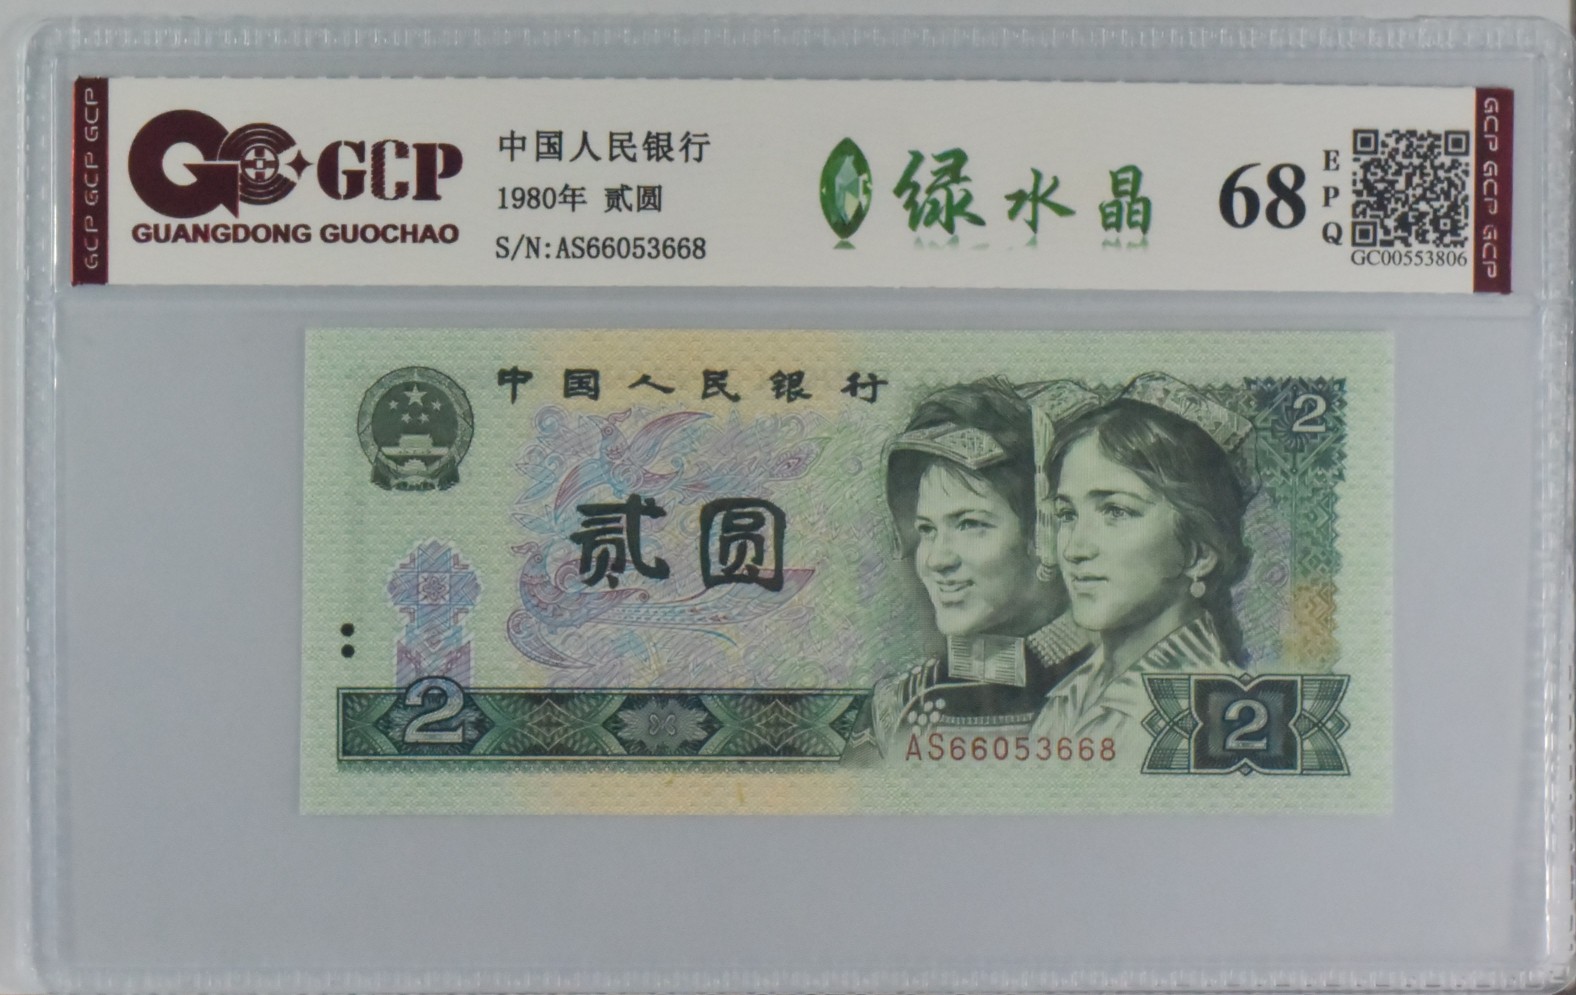 GCP
GUANGDONG GUOCHAO
中国人民银行
1980年 贰圆
S/N:AS66053668
绿水晶
68
EPQ
GC00553806
GCP GCP GCP
GCP GCP GCP
中国人民银行
2
贰圆
2
AS66053668
2